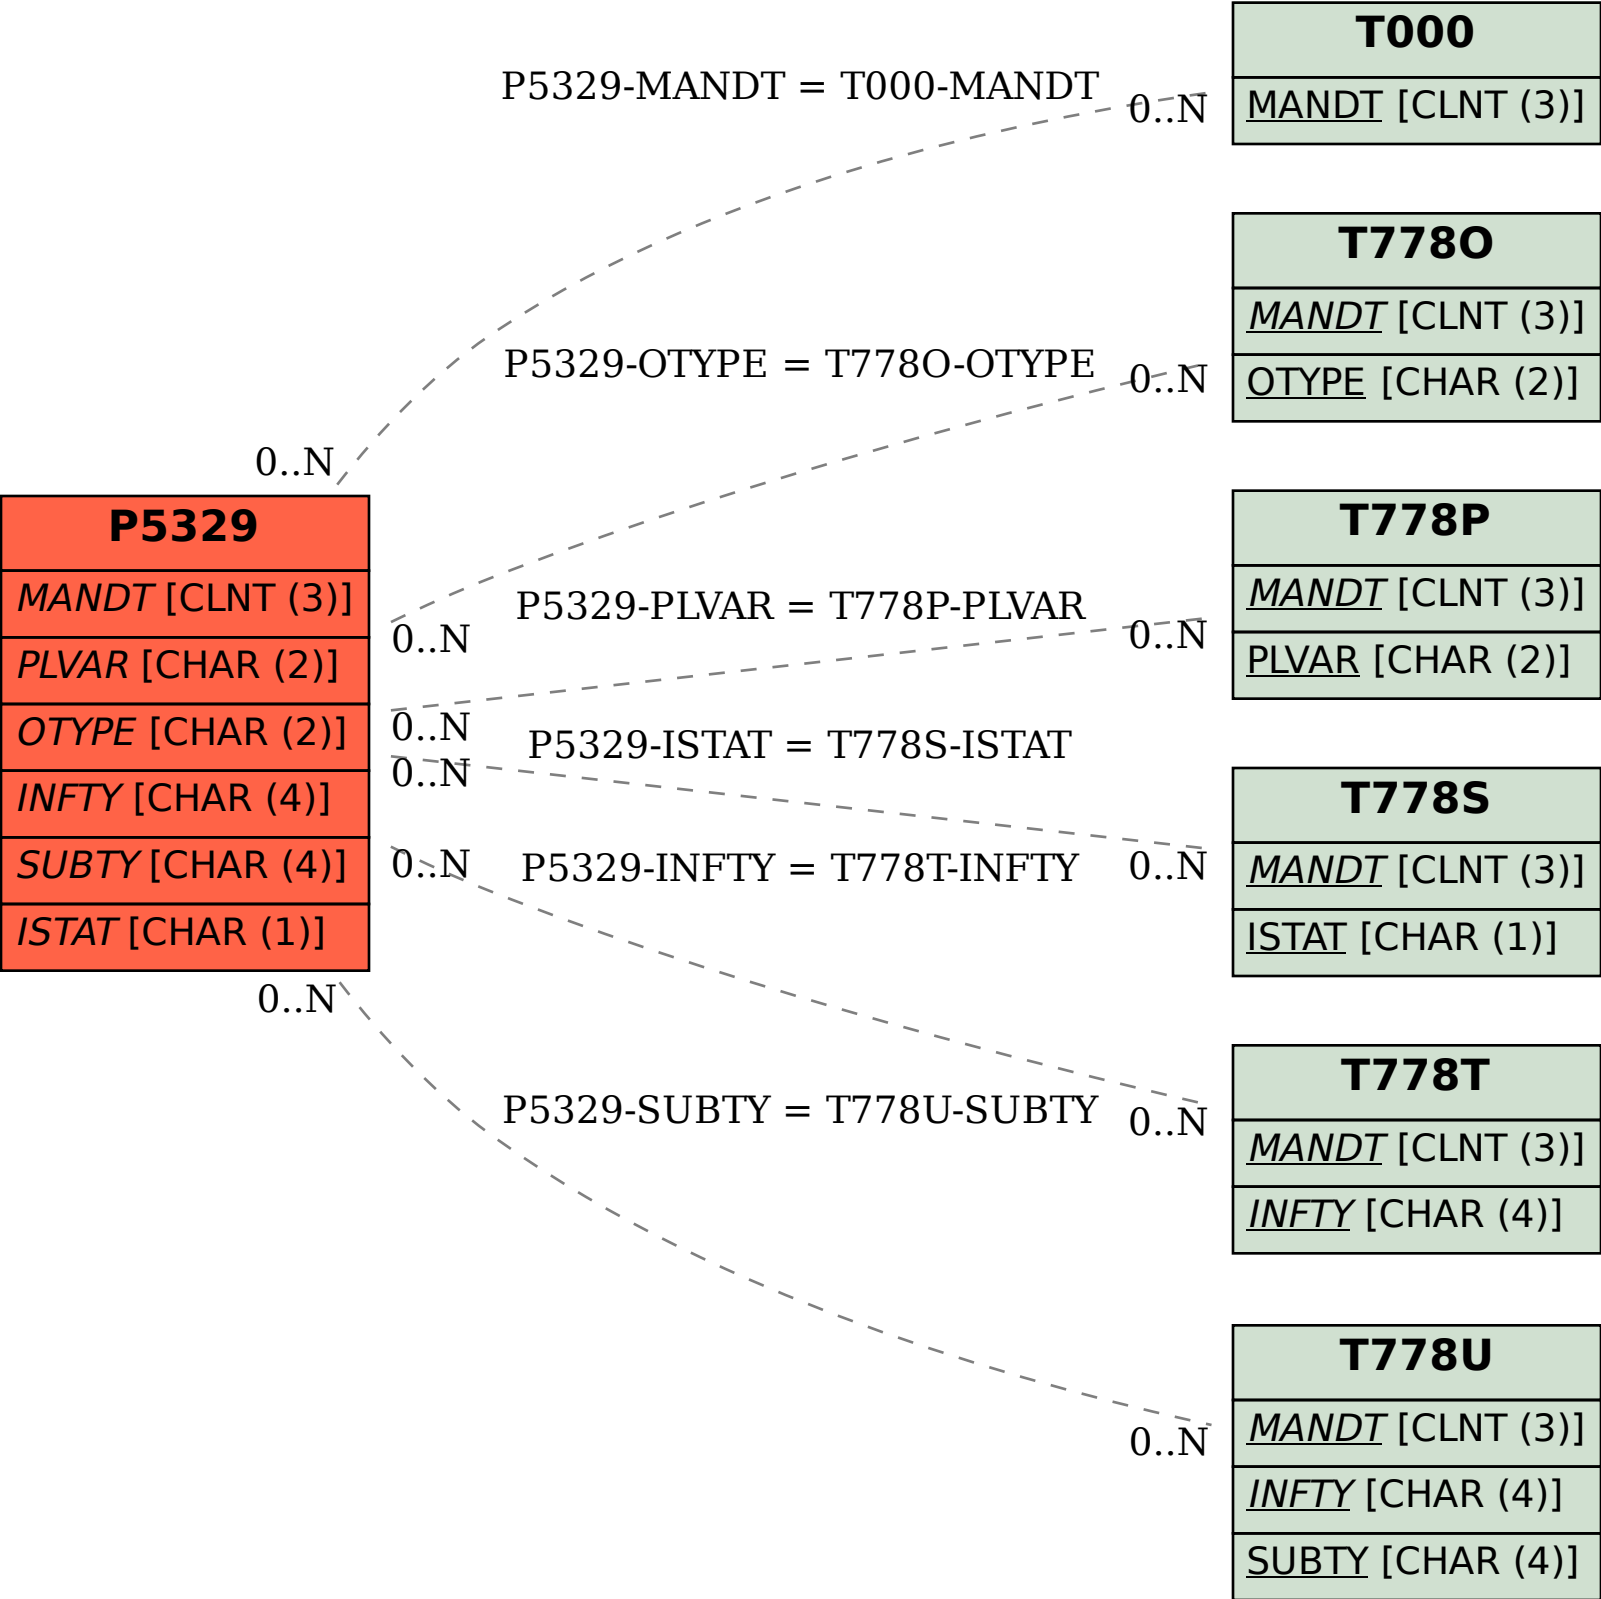 T000
MANDT [CLNT (3)]
P5329-MANDT = T000-MANDT
0..N
T778O
MANDT [CLNT (3)]
OTYPE [CHAR (2)]
P5329-OTYPE = T778O-OTYPE
0..N
0..N
P5329
MANDT [CLNT (3)]
PLVAR [CHAR (2)]
OTYPE [CHAR (2)]
INFTY [CHAR (4)]
SUBTY [CHAR (4)]
ISTAT [CHAR (1)]
T778P
MANDT [CLNT (3)]
PLVAR [CHAR (2)]
P5329-PLVAR = T778P-PLVAR
0..N
0..N
0..N
P5329-ISTAT = T778S-ISTAT
0..N
T778S
MANDT [CLNT (3)]
ISTAT [CHAR (1)]
0..N
P5329-INFTY = T778T-INFTY
0..N
0..N
T778T
MANDT [CLNT (3)]
INFTY [CHAR (4)]
P5329-SUBTY = T778U-SUBTY
0..N
T778U
MANDT [CLNT (3)]
INFTY [CHAR (4)]
SUBTY [CHAR (4)]
0..N